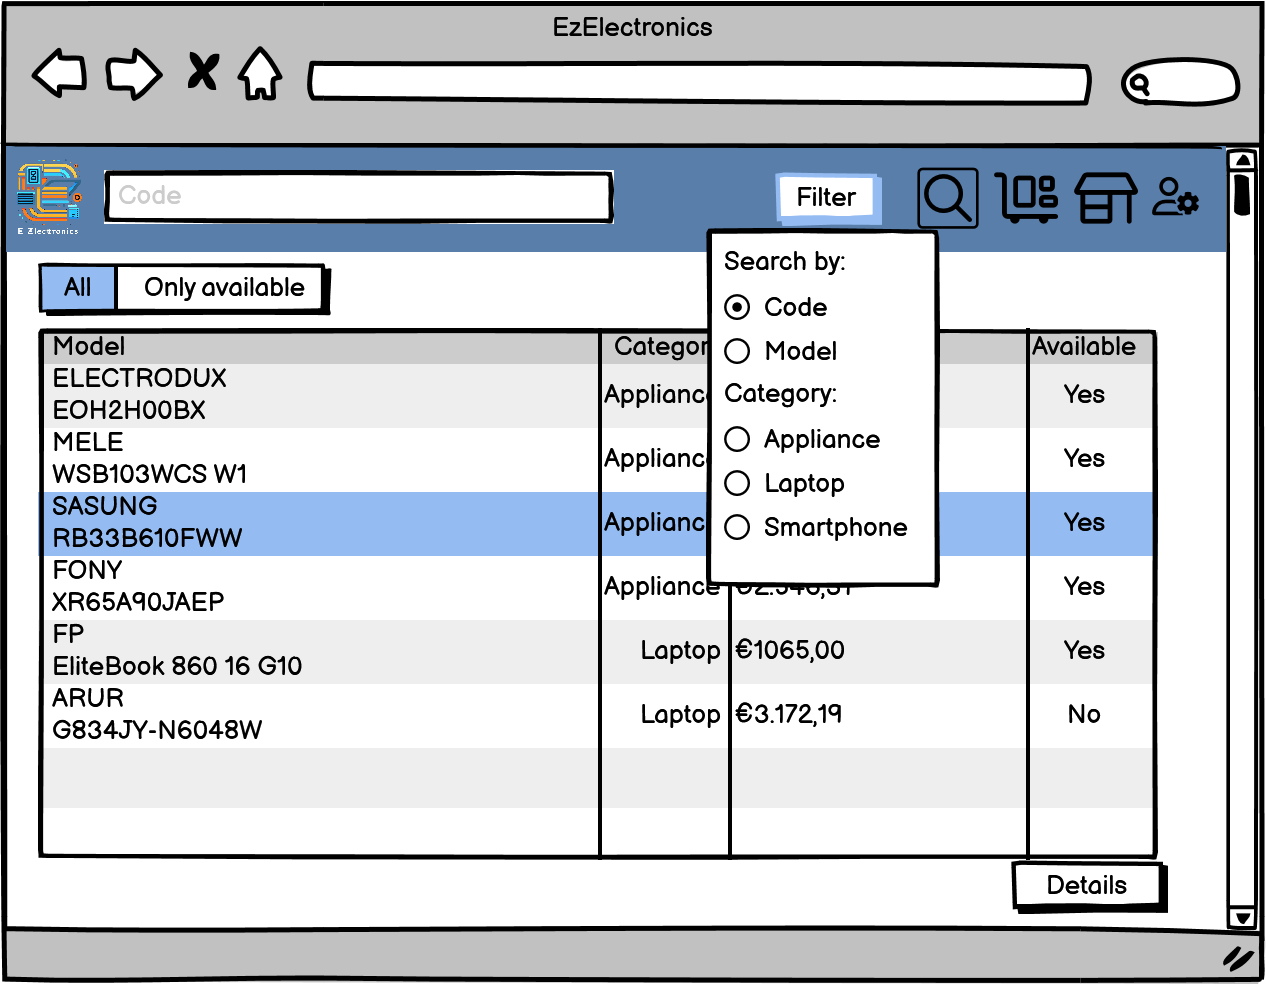 EzElectronics
E Zlectronics
Code
Filter
Search by:
Code
Model
Category:
Appliance
Laptop
Smartphone
All
Only available
Model
Categor
Available
ELECTRODUX
EOH2H00BX
Applianc
Yes
MELE
WSB103WCS W1
Applianc
Yes
SASUNG
RB33B610FWW
Applianc
Yes
FONY
XR65A90JAEP
Appliance
Yes
FP
EliteBook 860 16 G10
Laptop
€1065,00
Yes
ARUR
G834JY-N6048W
Laptop
€3.172,19
No
Details